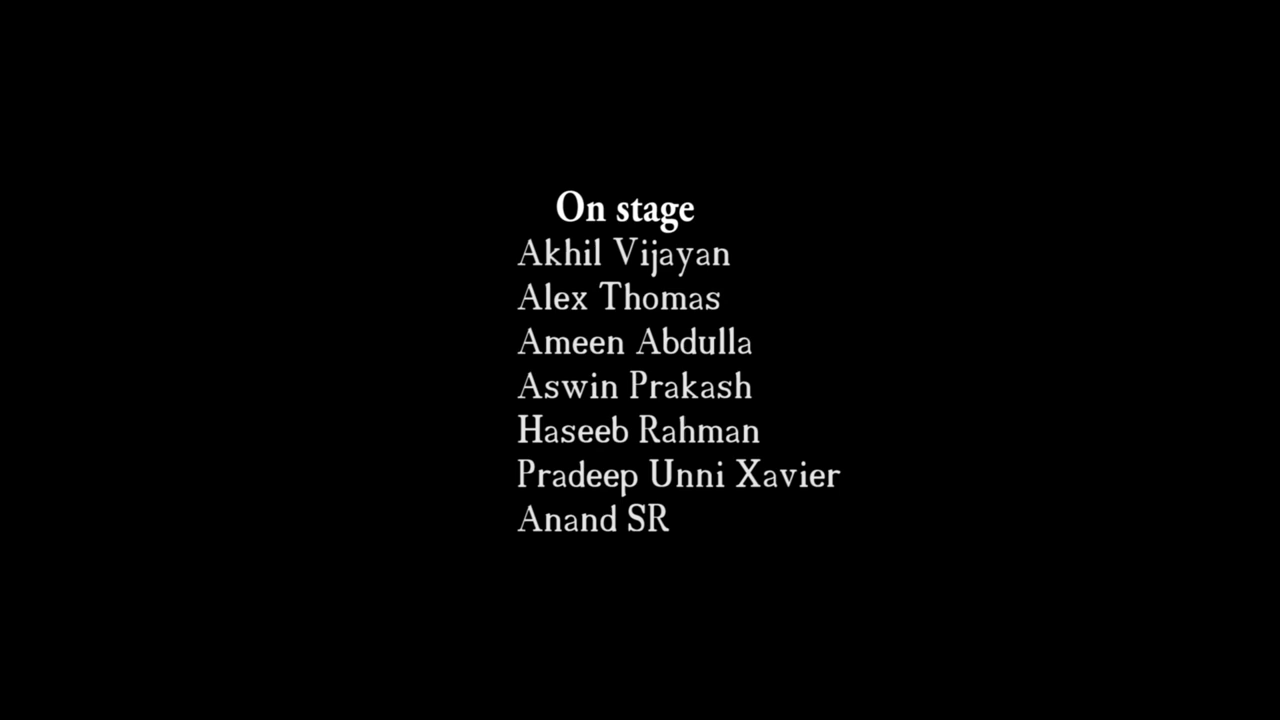 On stage
Akhil Vijayan
Alex Thomas
Ameen Abdulla
Aswin Prakash
Haseeb Rahman
Pradeep Unni Xavier
Anand SR